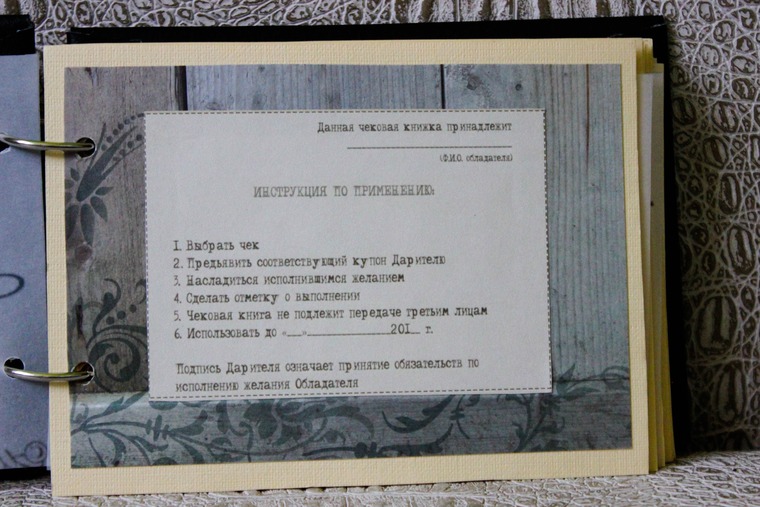 Данная чековая книжка принадлежит
(Ф.И.О. обладателя)
ИНСТРУКЦИЯ ПО ПРИМЕНЕНИЮ:
1. Выбрать чек
2. Предъявить соответствующий купон Дарителю
3. Насладиться исполнившимся желанием
4. Сделать отметку о выполнении
5. Чековая книга не подлежит передаче третьим лицам
6. Использовать до «__»______________201_ г.
Подпись Дарителя означает принятие обязательств по
исполнению желания Обладателя